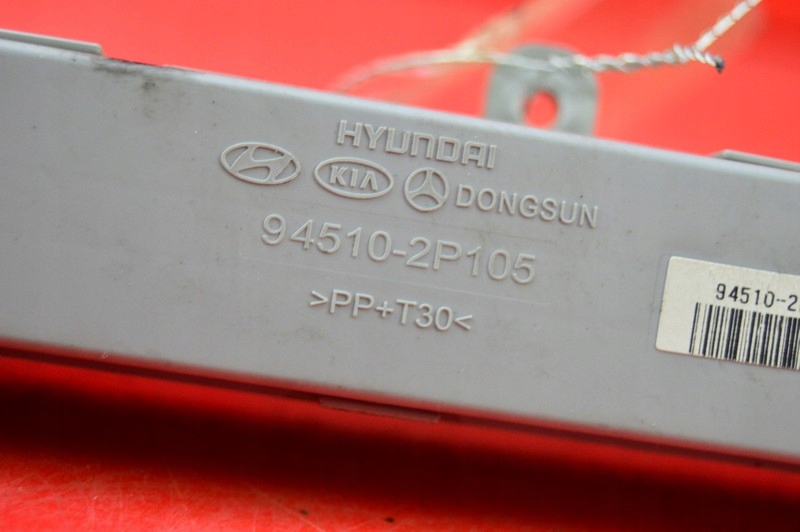 HYUNDAI
KIA DONGSUN
94510-2P105
>PP+T30<
94510-2